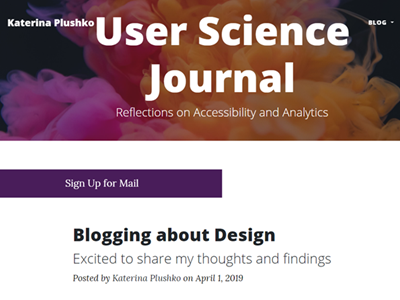 Katerina Plushko
BLOG
User Science
Journal
Reflections on Accessibility and Analytics
Sign Up for Mail
Blogging about Design
Excited to share my thoughts and findings
Posted by Katerina Plushko on April 1, 2019